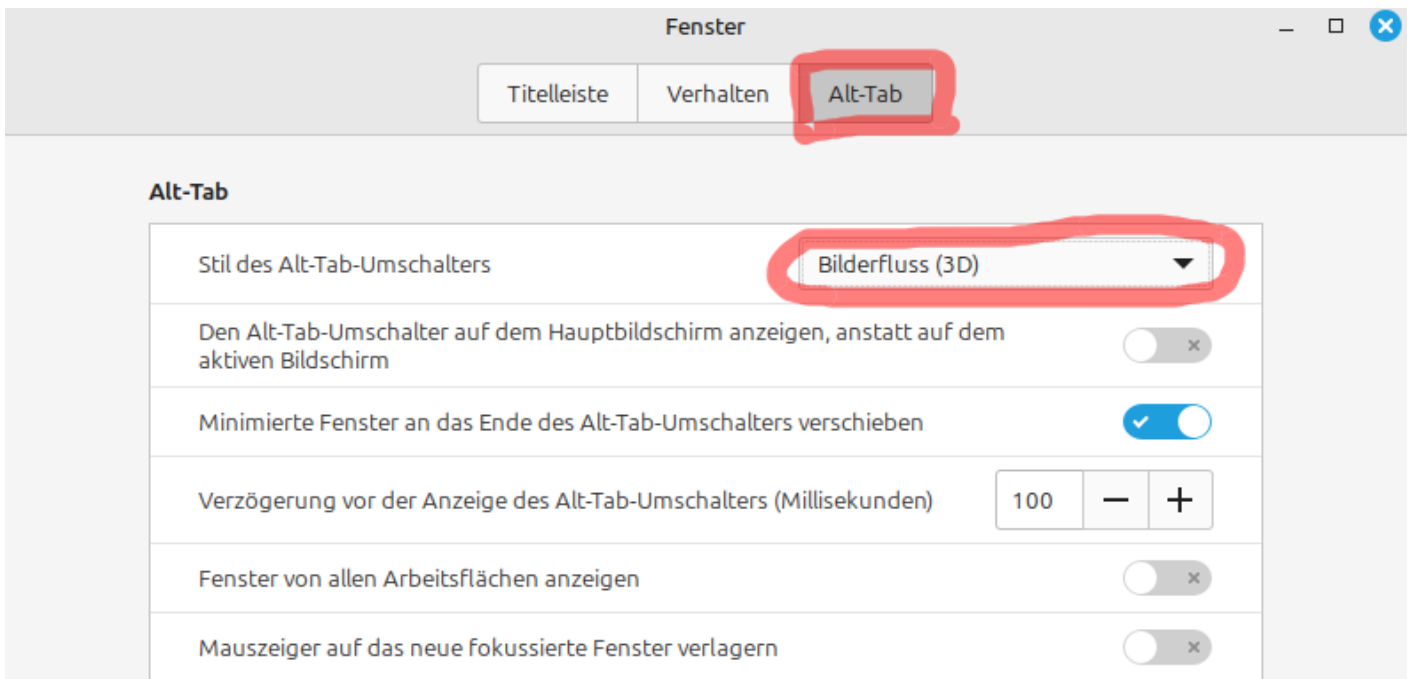 Fenster
Titelleiste
Verhalten
Alt-Tab
Alt-Tab
Stil des Alt-Tab-Umschalters
Bilderfluss (3D)
Den Alt-Tab-Umschalter auf dem Hauptbildschirm anzeigen, anstatt auf dem
aktiven Bildschirm
Minimierte Fenster an das Ende des Alt-Tab-Umschalters verschieben
Verzögerung vor der Anzeige des Alt-Tab-Umschalters (Millisekunden)
100
Fenster von allen Arbeitsflächen anzeigen
Mauszeiger auf das neue fokussierte Fenster verlagern